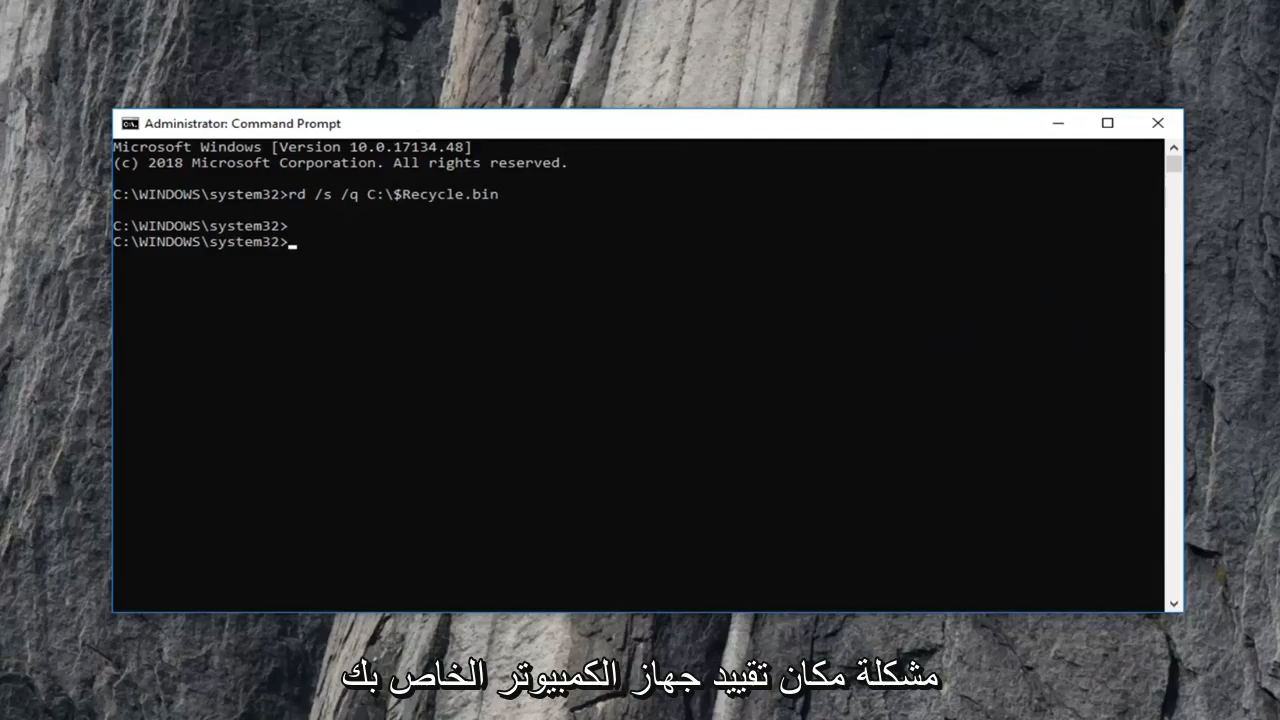 Administrator: Command Prompt
Microsoft Windows [Version 10.0.17134.48]
(c) 2018 Microsoft Corporation. All rights reserved.
C:\WINDOWS\system32>rd /s /q C:\$Recycle.bin
C:\WINDOWS\system32>
C:\WINDOWS\system32>
مشكلة مكان تقييد جهاز الكمبيوتر الخاص بك